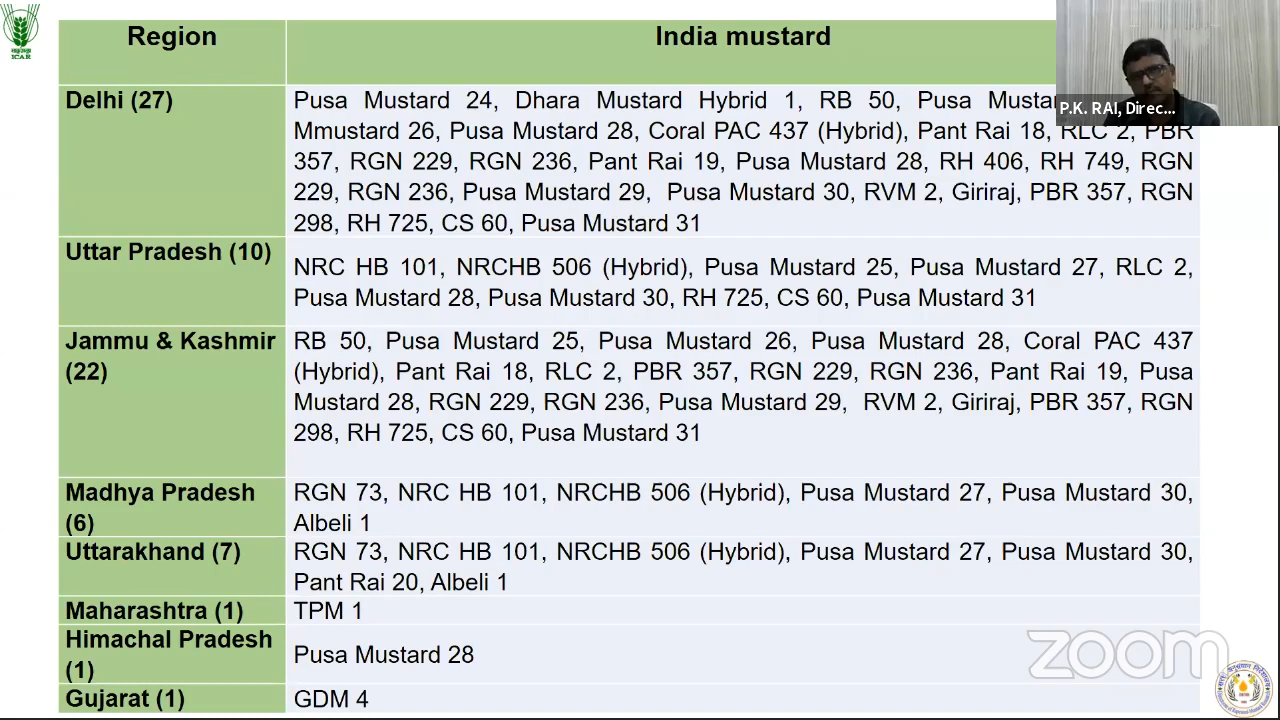 Region
India mustard
Delhi (27)
Pusa Mustard 24, Dhara Mustard Hybrid 1, RB 50, Pusa
Mmustard 26, Pusa Mustard 28, Coral PAC 437 (Hybrid), Pant Rai 18, RLC 2, PBR
357, RGN 229, RGN 236, Pant Rai 19, Pusa Mustard 28, RH 406, RH 749, RGN
229, RGN 236, Pusa Mustard 29, Pusa Mustard 30, RVM 2, Giriraj, PBR 357, RGN
298, RH 725, CS 60, Pusa Mustard 31
Uttar Pradesh (10)
NRC HB 101, NRCHB 506 (Hybrid), Pusa Mustard 25, Pusa Mustard 27, RLC 2,
Pusa Mustard 28, Pusa Mustard 30, RH 725, CS 60, Pusa Mustard 31
Jammu & Kashmir
(22)
RB 50, Pusa Mustard 25, Pusa Mustard 26, Pusa Mustard 28, Coral PAC 437
(Hybrid), Pant Rai 18, RLC 2, PBR 357, RGN 229, RGN 236, Pant Rai 19, Pusa
Mustard 28, RGN 229, RGN 236, Pusa Mustard 29, RVM 2, Giriraj, PBR 357, RGN
298, RH 725, CS 60, Pusa Mustard 31
Madhya Pradesh
(6)
RGN 73, NRC HB 101, NRCHB 506 (Hybrid), Pusa Mustard 27, Pusa Mustard 30,
Albeli 1
Uttarakhand (7)
RGN 73, NRC HB 101, NRCHB 506 (Hybrid), Pusa Mustard 27, Pusa Mustard 30,
Pant Rai 20, Albeli 1
Maharashtra (1)
TPM 1
Himachal Pradesh
(1)
Pusa Mustard 28
Gujarat (1)
GDM 4
P.K. RAI, Direc...
ICAR
zoom